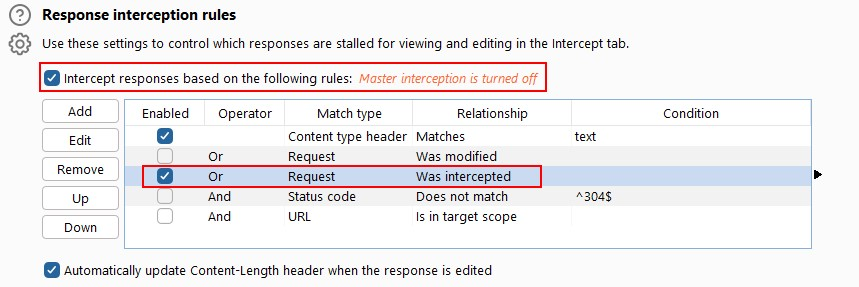 Response interception rules
Use these settings to control which responses are stalled for viewing and editing in the Intercept tab.
Intercept responses based on the following rules: Master interception is turned off
Add
Edit
Remove
Up
Down
Enabled Operator Match type Relationship Condition
Content type header Matches text
Or Request Was modified
Or Request Was intercepted
And Status code Does not match ^304$
And URL Is in target scope
Automatically update Content-Length header when the response is edited